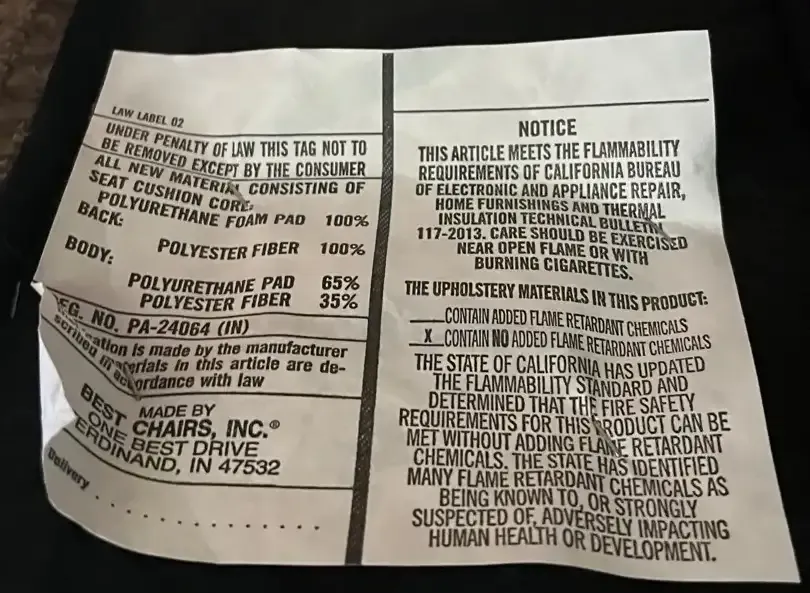 LAW LABEL 02
UNDER PENALTY OF LAW THIS TAG NOT TO
BE REMOVED EXCEPT BY THE CONSUMER
ALL NEW MATERIAL CONSISTING OF
SEAT CUSHION CORE:
POLYURETHANE FOAM PAD 100%
BACK:
POLYESTER FIBER 100%
BODY:
POLYURETHANE PAD 65%
POLYESTER FIBER 35%
EG. NO. PA-24064 (IN)
ation is made by the manufacturer
materials in this article are de-
scribed in accordance with law
MADE BY
BEST CHAIRS, INC.®
ONE BEST DRIVE
ERDINAND, IN 47532
Delivery . . . . . . . . . . . . . . .
NOTICE
THIS ARTICLE MEETS THE FLAMMABILITY
REQUIREMENTS OF CALIFORNIA BUREAU
OF ELECTRONIC AND APPLIANCE REPAIR,
HOME FURNISHINGS AND THERMAL
INSULATION TECHNICAL BULLETIN
117-2013. CARE SHOULD BE EXERCISED
NEAR OPEN FLAME OR WITH
BURNING CIGARETTES.
THE UPHOLSTERY MATERIALS IN THIS PRODUCT:
____CONTAIN ADDED FLAME RETARDANT CHEMICALS
_X_CONTAIN NO ADDED FLAME RETARDANT CHEMICALS
THE STATE OF CALIFORNIA HAS UPDATED
THE FLAMMABILITY STANDARD AND
DETERMINED THAT THE FIRE SAFETY
REQUIREMENTS FOR THIS PRODUCT CAN BE
MET WITHOUT ADDING FLAME RETARDANT
CHEMICALS. THE STATE HAS IDENTIFIED
MANY FLAME RETARDANT CHEMICALS AS
BEING KNOWN TO, OR STRONGLY
SUSPECTED OF, ADVERSELY IMPACTING
HUMAN HEALTH OR DEVELOPMENT.